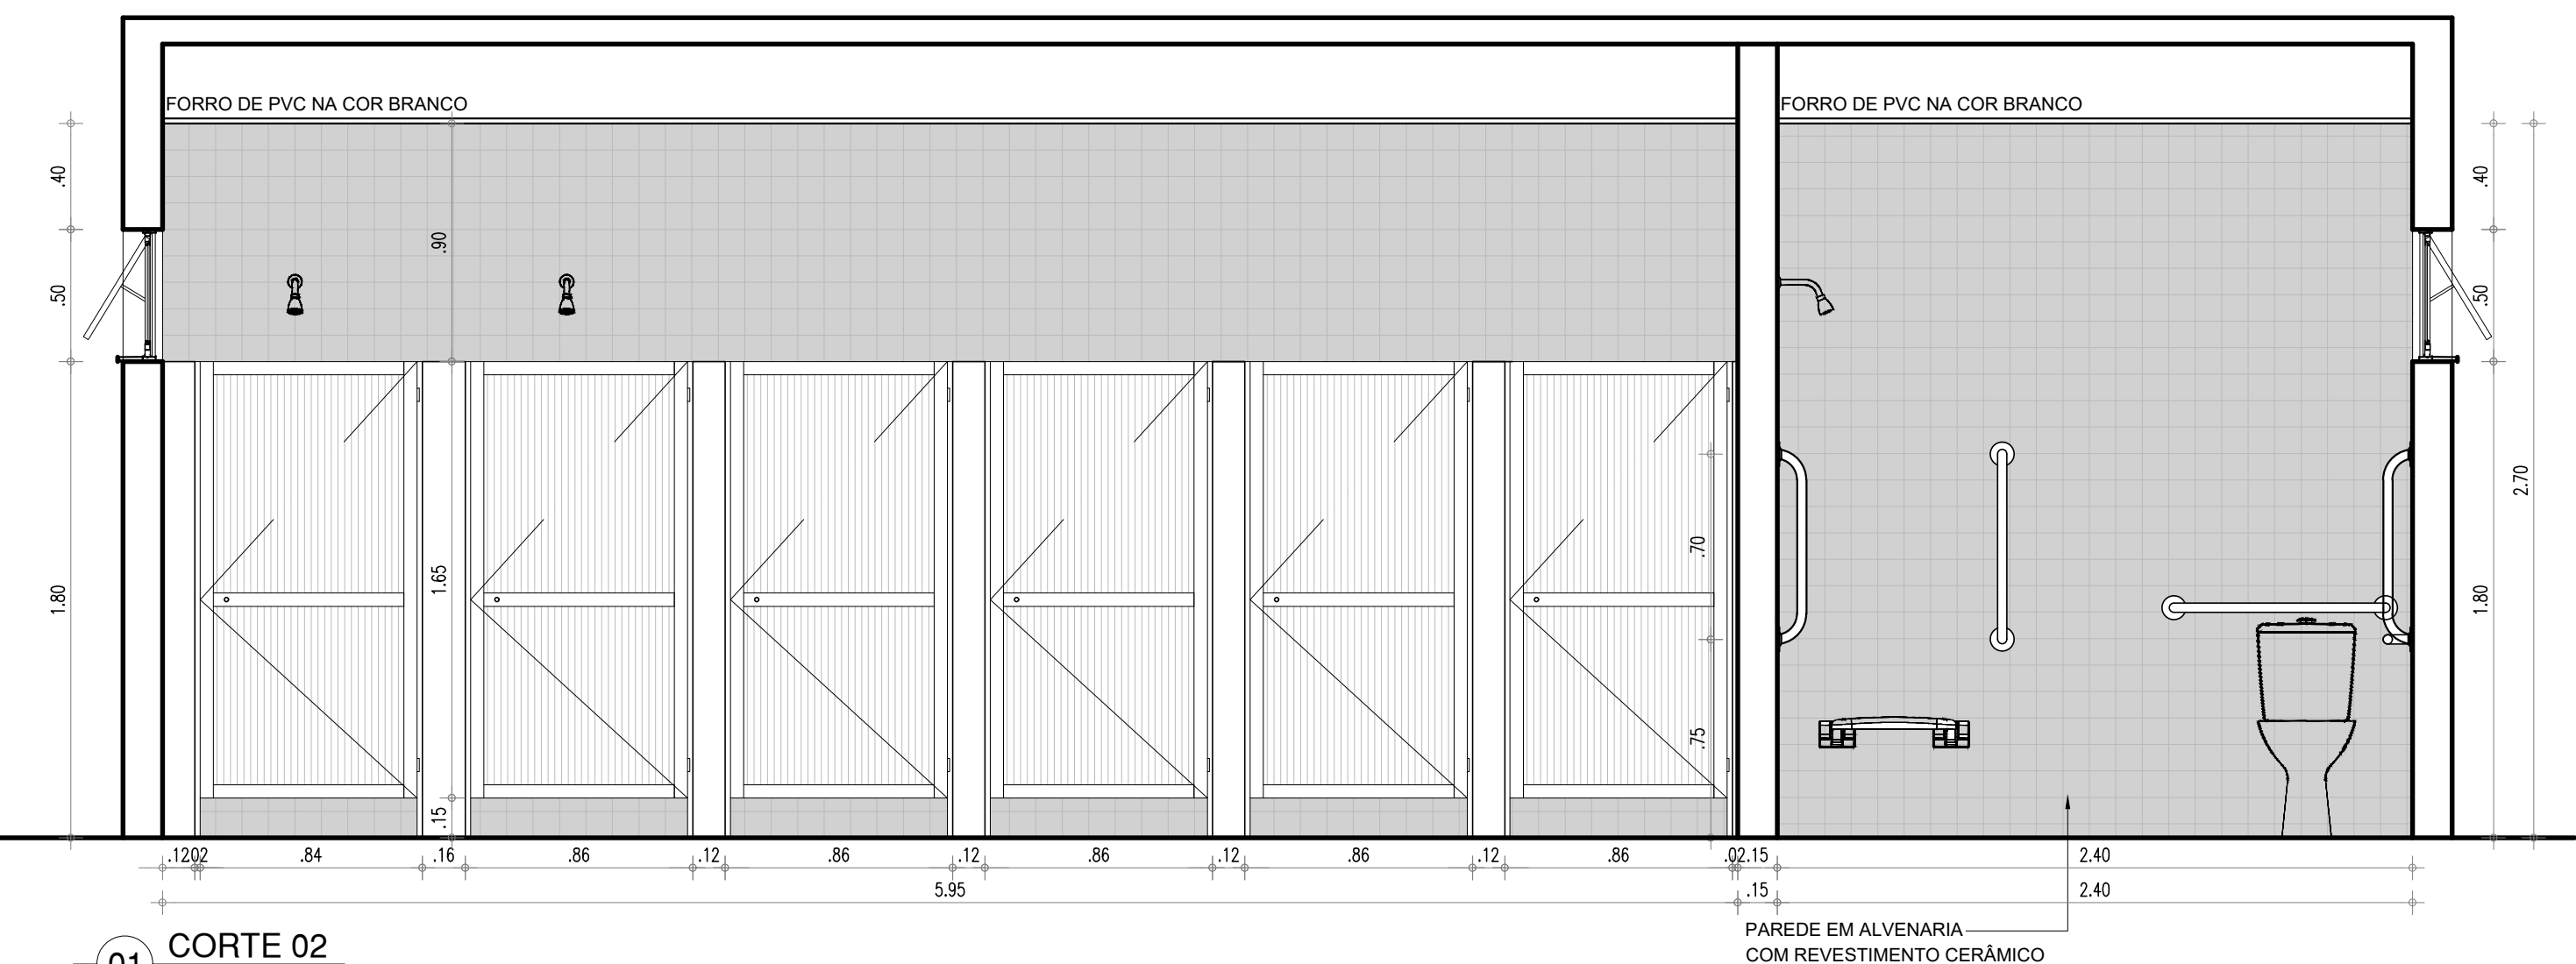 FORRO DE PVC NA COR BRANCO
FORRO DE PVC NA COR BRANCO
.40
.40
.90
.50
.50
2.70
.70
1.65
1.80
1.80
.75
.15
.12 .02 .84 .16 .86 .12 .86 .12 .86 .12 .86 .12 .86 .02 .15 2.40
5.95 .15 2.40
PAREDE EM ALVENARIA
COM REVESTIMENTO CERÂMICO
01 CORTE 02